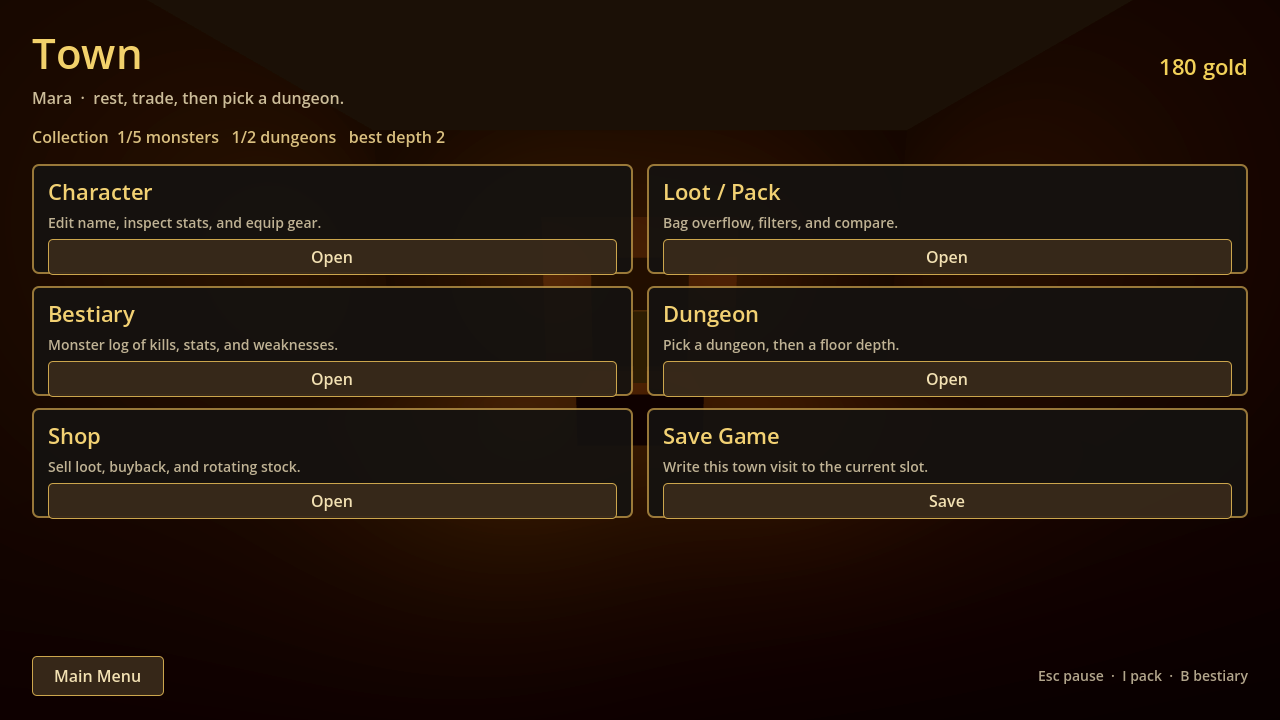 Town
180 gold
Mara · rest, trade, then pick a dungeon.
Collection 1/5 monsters 1/2 dungeons best depth 2
Character
Edit name, inspect stats, and equip gear.
Open
Loot / Pack
Bag overflow, filters, and compare.
Open
Bestiary
Monster log of kills, stats, and weaknesses.
Open
Dungeon
Pick a dungeon, then a floor depth.
Open
Shop
Sell loot, buyback, and rotating stock.
Open
Save Game
Write this town visit to the current slot.
Save
Main Menu
Esc pause · I pack · B bestiary